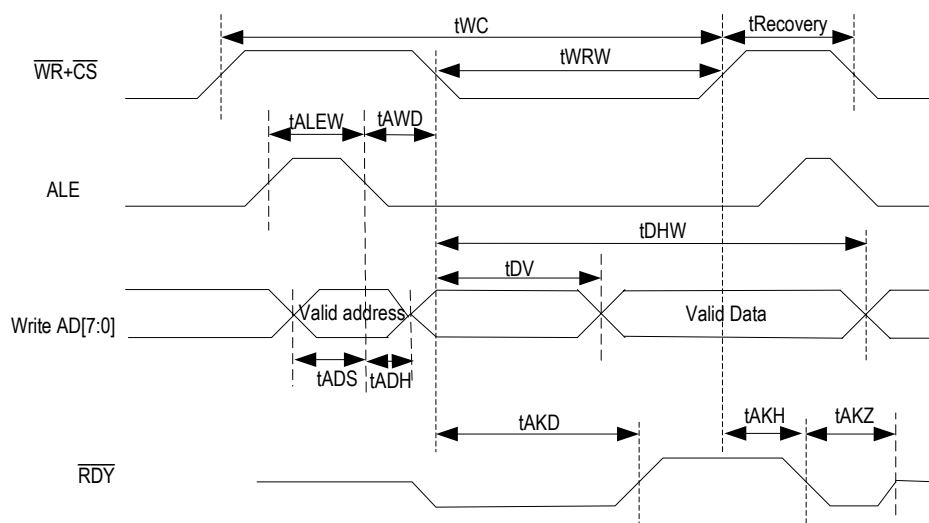 tWC
tRecovery
WR+CS
tWRW
tALEW
tAWD
ALE
tDHW
tDV
Write AD[7:0]
Valid address
Valid Data
tADS
tADH
tAKD
tAKH
tAKZ
RDY